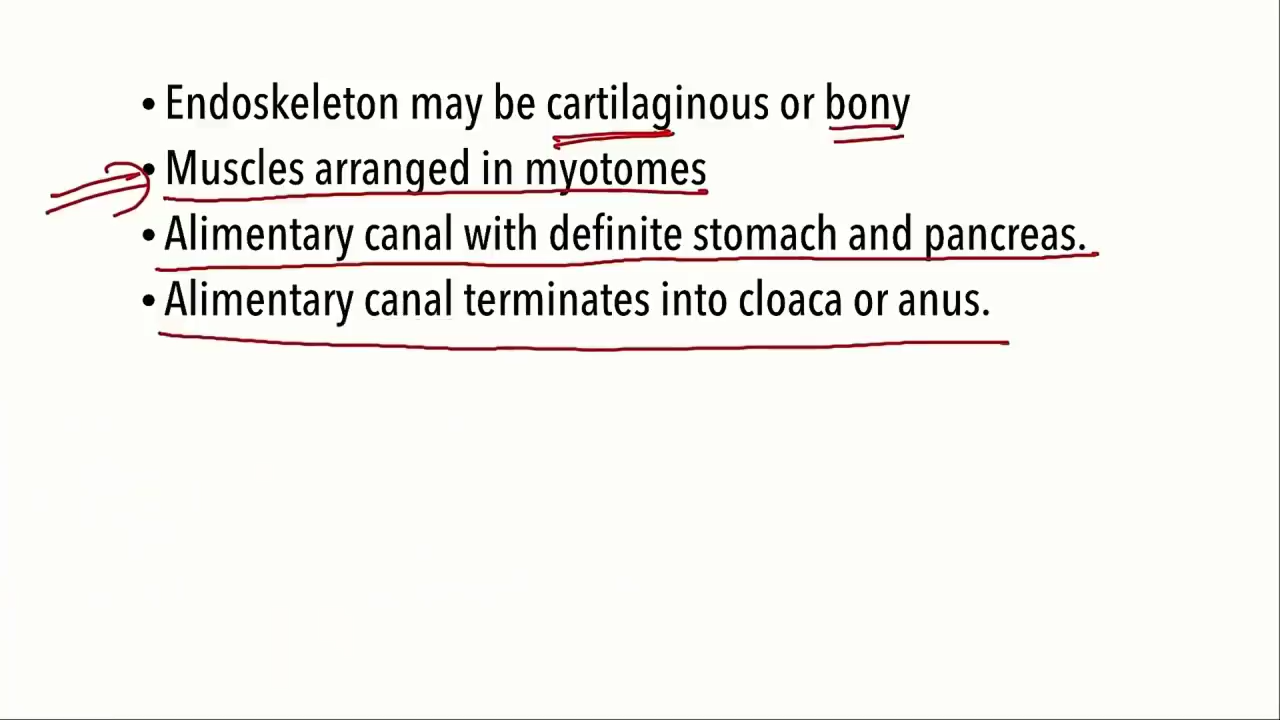 • Endoskeleton may be cartilaginous or bony
• Muscles arranged in myotomes
• Alimentary canal with definite stomach and pancreas.
• Alimentary canal terminates into cloaca or anus.